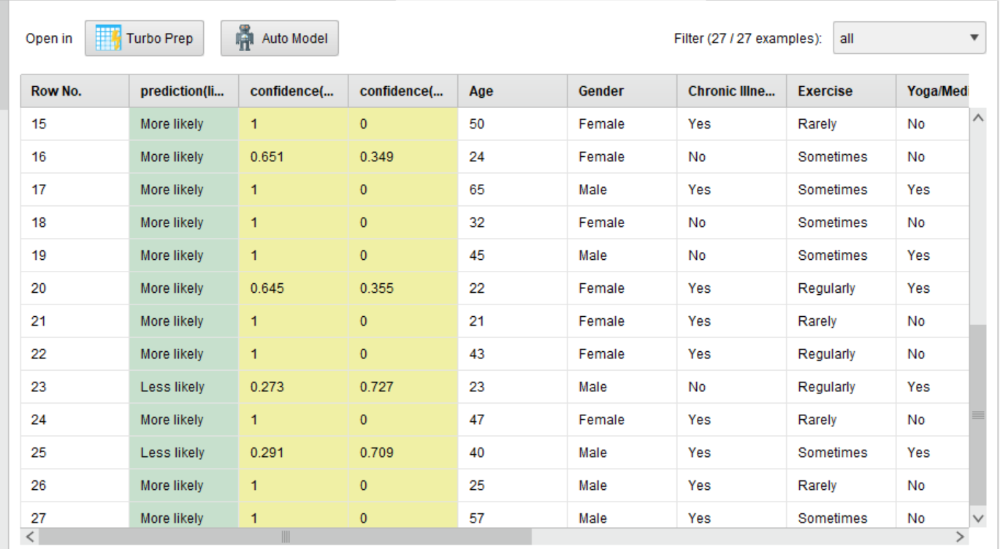 Open in Turbo Prep Auto Model Filter (27 / 27 examples): all
Row No. prediction(li... confidence(... confidence(... Age Gender Chronic Illne... Exercise Yoga/Medi
15 More likely 1 0 50 Female Yes Rarely No
16 More likely 0.651 0.349 24 Female No Sometimes No
17 More likely 1 0 65 Male Yes Sometimes Yes
18 More likely 1 0 32 Female No Sometimes No
19 More likely 1 0 45 Male No Sometimes Yes
20 More likely 0.645 0.355 22 Female Yes Regularly Yes
21 More likely 1 0 21 Female Yes Rarely No
22 More likely 1 0 43 Female Yes Regularly No
23 Less likely 0.273 0.727 23 Male No Regularly Yes
24 More likely 1 0 47 Female Yes Rarely No
25 Less likely 0.291 0.709 40 Male Yes Sometimes Yes
26 More likely 1 0 25 Male Yes Rarely No
27 More likely 1 0 57 Male Yes Sometimes No